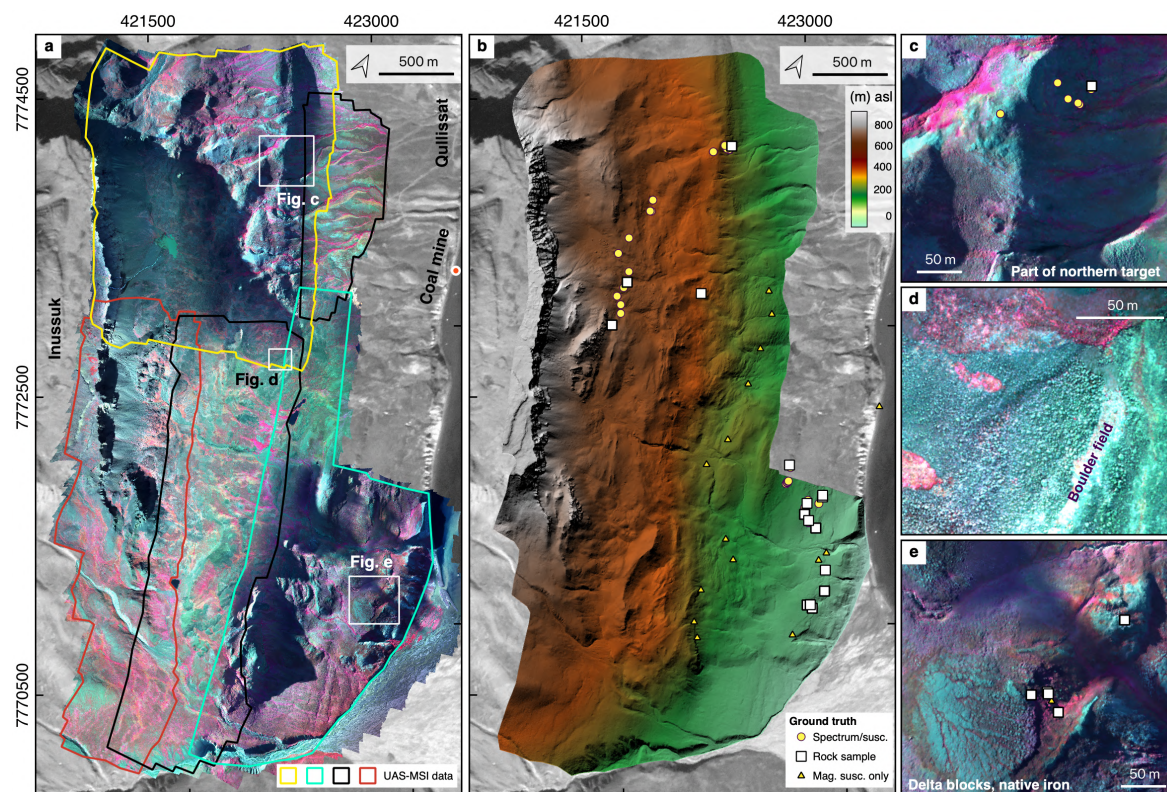 421500 423000
421500 423000
a
500 m
b
500 m
c
7774500
7772500
7770500
Qullissat
Coal mine
Inussuk
Fig. c
Fig. d
Fig. e
UAS-MSI data
(m) asl
800
600
400
200
0
Ground truth
Spectrum/susc.
Rock sample
Mag. susc. only
50 m
Part of northern target
d
50 m
Boulder field
e
Delta blocks, native iron
50 m